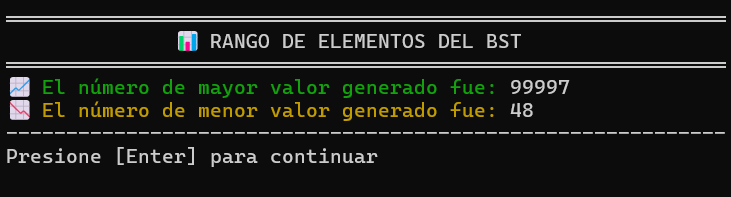 📊 RANGO DE ELEMENTOS DEL BST
📈 El número de mayor valor generado fue: 99997
📉 El número de menor valor generado fue: 48
Presione [Enter] para continuar